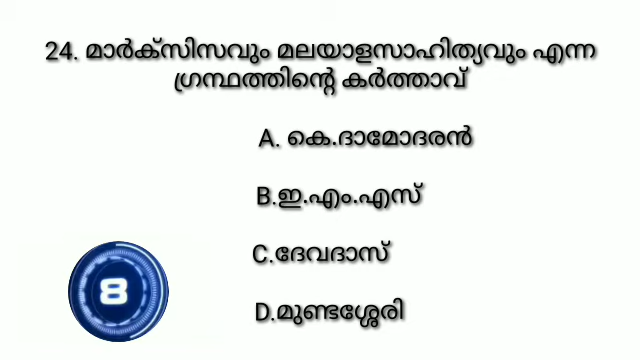 24. മാർക്സിസവും മലയാളസാഹിത്യവും എന്ന
ഗ്രന്ഥത്തിന്റെ കർത്താവ്
A. കെ.ദാമോദരൻ
B.ഇ.എം.എസ്
C.ദേവദാസ്
D.മുണ്ടശ്ശേരി
8